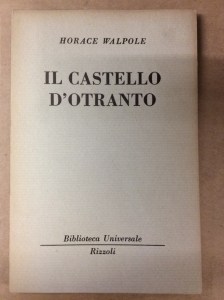 HORACE WALPOLE
IL CASTELLO
D'OTRANTO
Biblioteca Universale
Rizzoli